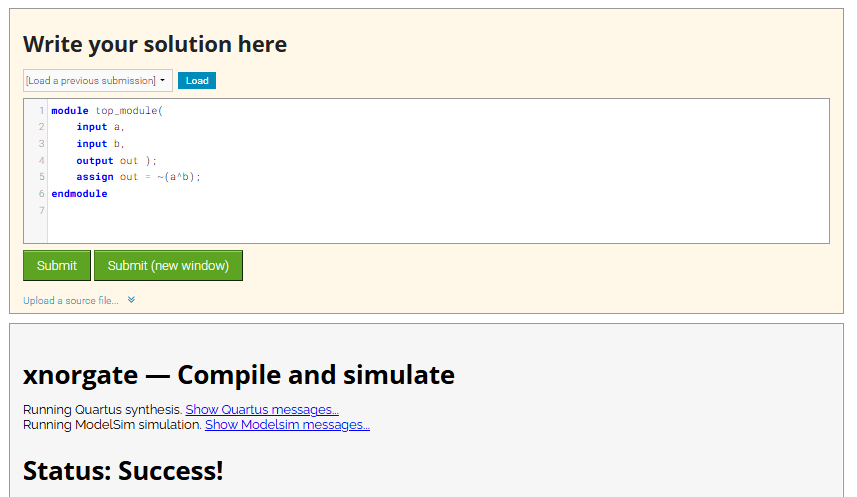 Write your solution here
[Load a previous submission] Load
1 module top_module(
2     input a,
3     input b,
4     output out );
5     assign out = ~(a^b);
6 endmodule
7
Submit Submit (new window)
Upload a source file...
xnorgate — Compile and simulate
Running Quartus synthesis. Show Quartus messages...
Running ModelSim simulation. Show Modelsim messages...
Status: Success!